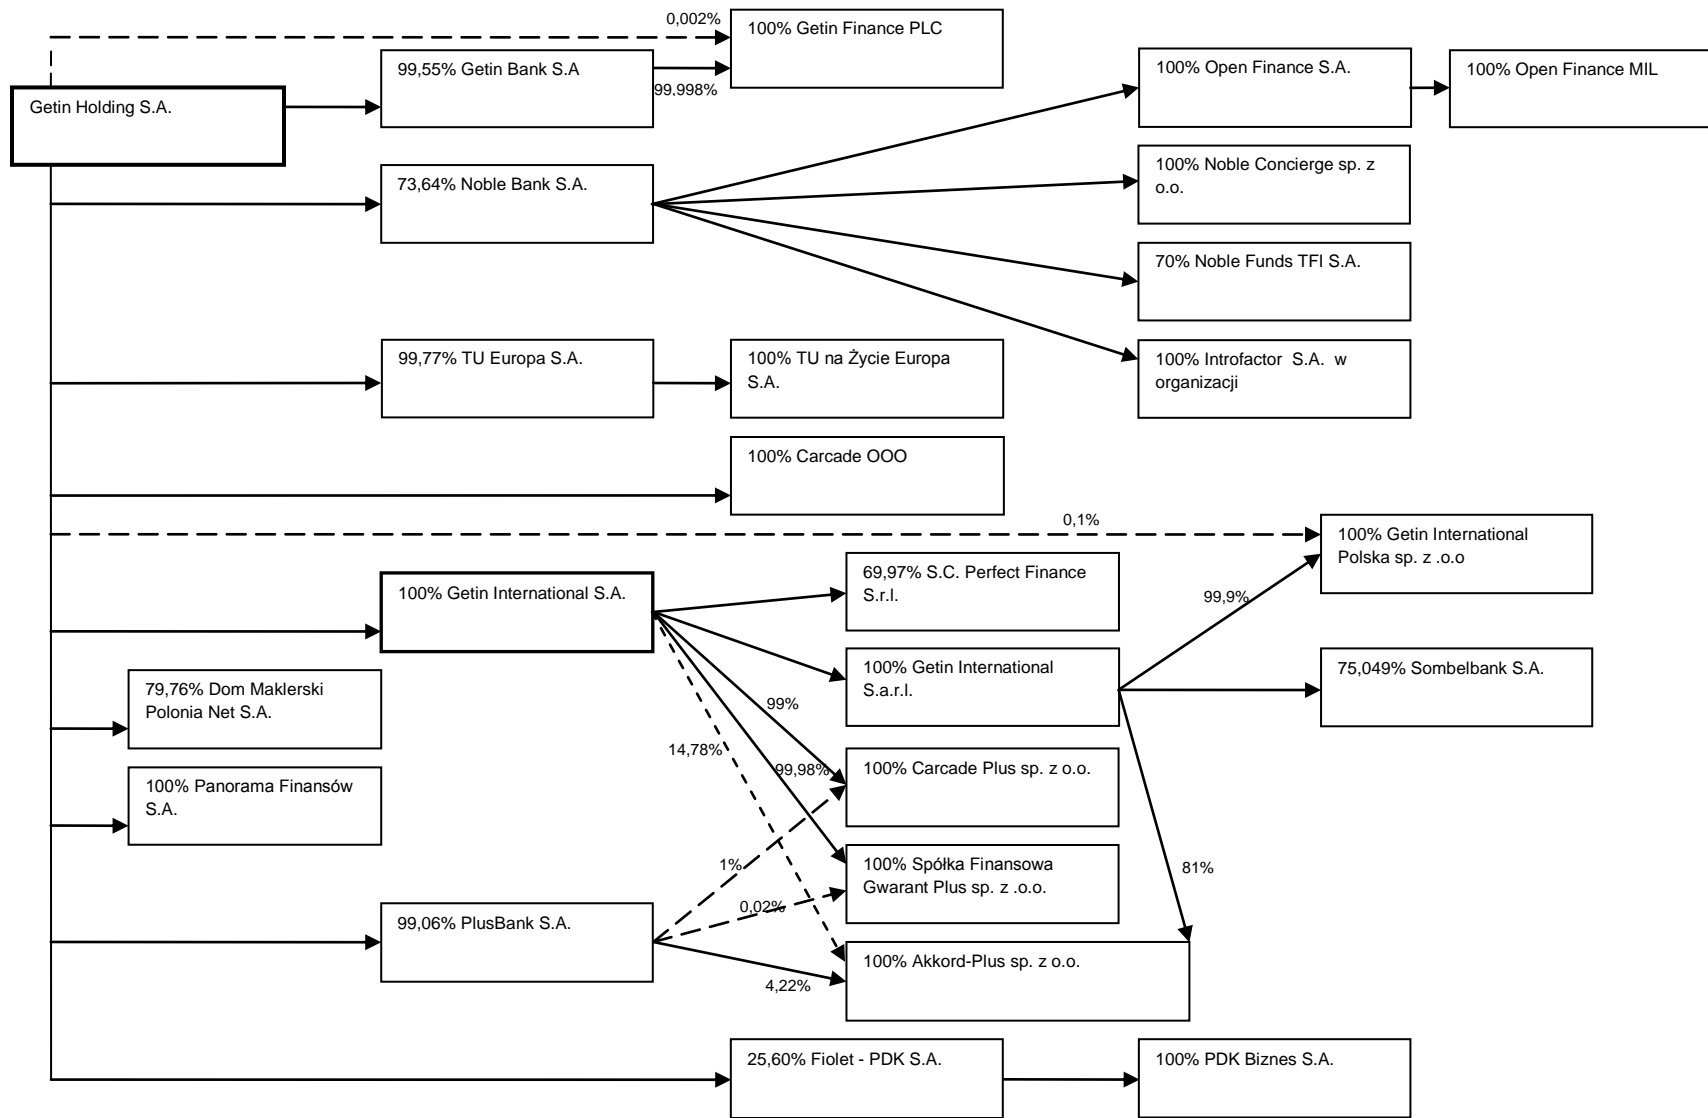 0,002%
100% Getin Finance PLC
99,55% Getin Bank S.A
99,998%
100% Open Finance S.A.
100% Open Finance MIL
Getin Holding S.A.
73,64% Noble Bank S.A.
100% Noble Concierge sp. z
o.o.
70% Noble Funds TFI S.A.
99,77% TU Europa S.A.
100% TU na Życie Europa
S.A.
100% Introfactor S.A. w
organizacji
100% Carcade OOO
0,1%
100% Getin International
Polska sp. z .o.o
100% Getin International S.A.
69,97% S.C. Perfect Finance
S.r.l.
99,9%
79,76% Dom Maklerski
Polonia Net S.A.
100% Getin International
S.a.r.l.
75,049% Sombelbank S.A.
99%
14,78%
99,98%
100% Carcade Plus sp. z o.o.
100% Panorama Finansów
S.A.
1%
100% Spółka Finansowa
Gwarant Plus sp. z .o.o.
81%
0,02%
99,06% PlusBank S.A.
100% Akkord-Plus sp. z o.o.
4,22%
25,60% Fiolet - PDK S.A.
100% PDK Biznes S.A.